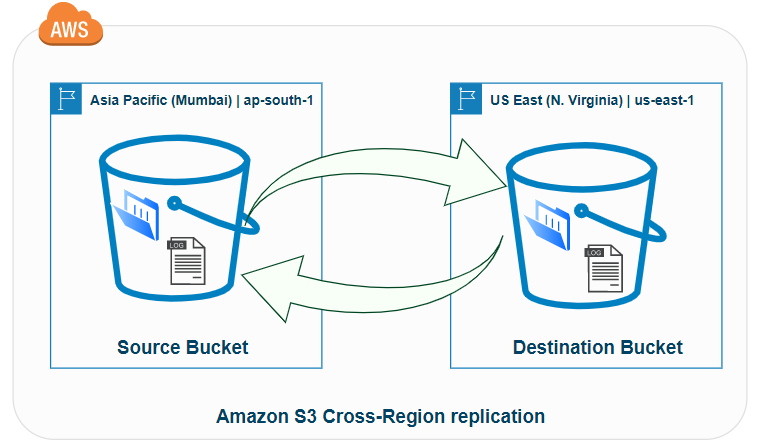 AWS
Asia Pacific (Mumbai) | ap-south-1
US East (N. Virginia) | us-east-1
LOG
LOG
Source Bucket
Destination Bucket
Amazon S3 Cross-Region replication